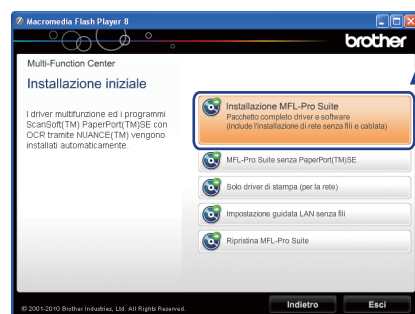 Macromedia Flash Player 8
brother
Multi-Function Center
Installazione iniziale
I driver multifunzione ed i programmi
ScanSoft(TM) PaperPort(TM)SE con
OCR tramite NUANCE(TM) vengono
installati automaticamente.
Installazione MFL-Pro Suite
Pacchetto completo driver e software
(Include l'installazione di rete senza fili e cablata)
MFL-Pro Suite senza PaperPort(TM)SE
Solo driver di stampa (per la rete)
Impostazione guidata LAN senza fili
Ripristina MFL-Pro Suite
© 2001-2010 Brother Industries, Ltd. All Rights Reserved.
Indietro
Esci